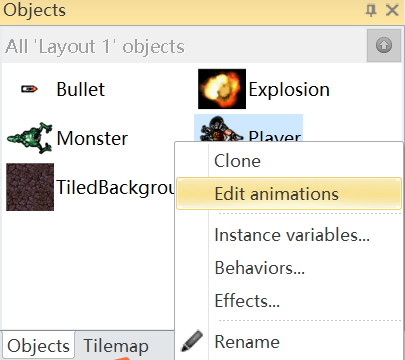 Objects
All 'Layout 1' objects
Bullet
Explosion
Monster
Player
TiledBackgrou
Clone
Edit animations
Instance variables...
Behaviors...
Effects...
Rename
Objects
Tilemap